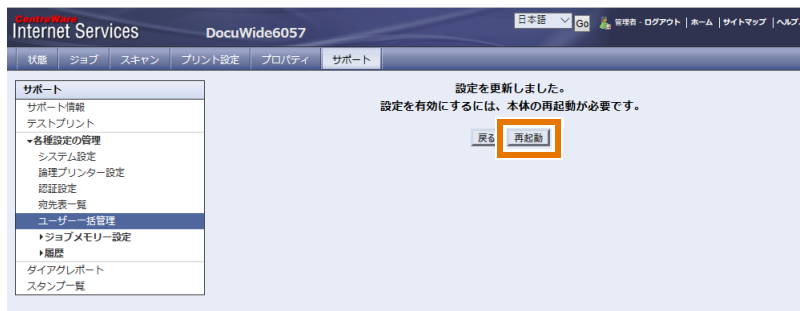 CentreWare
Internet Services
DocuWide6057
日本語 Go 管理者 - ログアウト | ホーム | サイトマップ | ヘルプ
状態 ジョブ スキャン プリント設定 プロパティ サポート
サポート
サポート情報
テストプリント
各種設定の管理
システム設定
論理プリンター設定
認証設定
宛先表一覧
ユーザー一括管理
ジョブメモリー設定
履歴
ダイアグレポート
スタンプ一覧
設定を更新しました。
設定を有効にするには、本体の再起動が必要です。
戻る 再起動